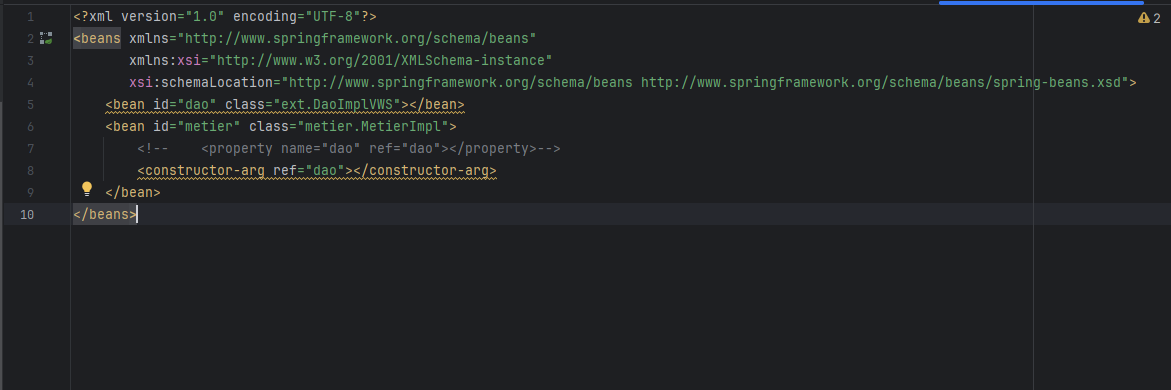 2
1 <?xml version="1.0" encoding="UTF-8"?>
2 <beans xmlns="http://www.springframework.org/schema/beans"
3 xmlns:xsi="http://www.w3.org/2001/XMLSchema-instance"
4 xsi:schemaLocation="http://www.springframework.org/schema/beans http://www.springframework.org/schema/beans/spring-beans.xsd">
5 <bean id="dao" class="ext.DaoImplVWS"></bean>
6 <bean id="metier" class="metier.MetierImpl">
7 <!--    <property name="dao" ref="dao"></property>-->
8 <constructor-arg ref="dao"></constructor-arg>
9 </bean>
10 </beans>